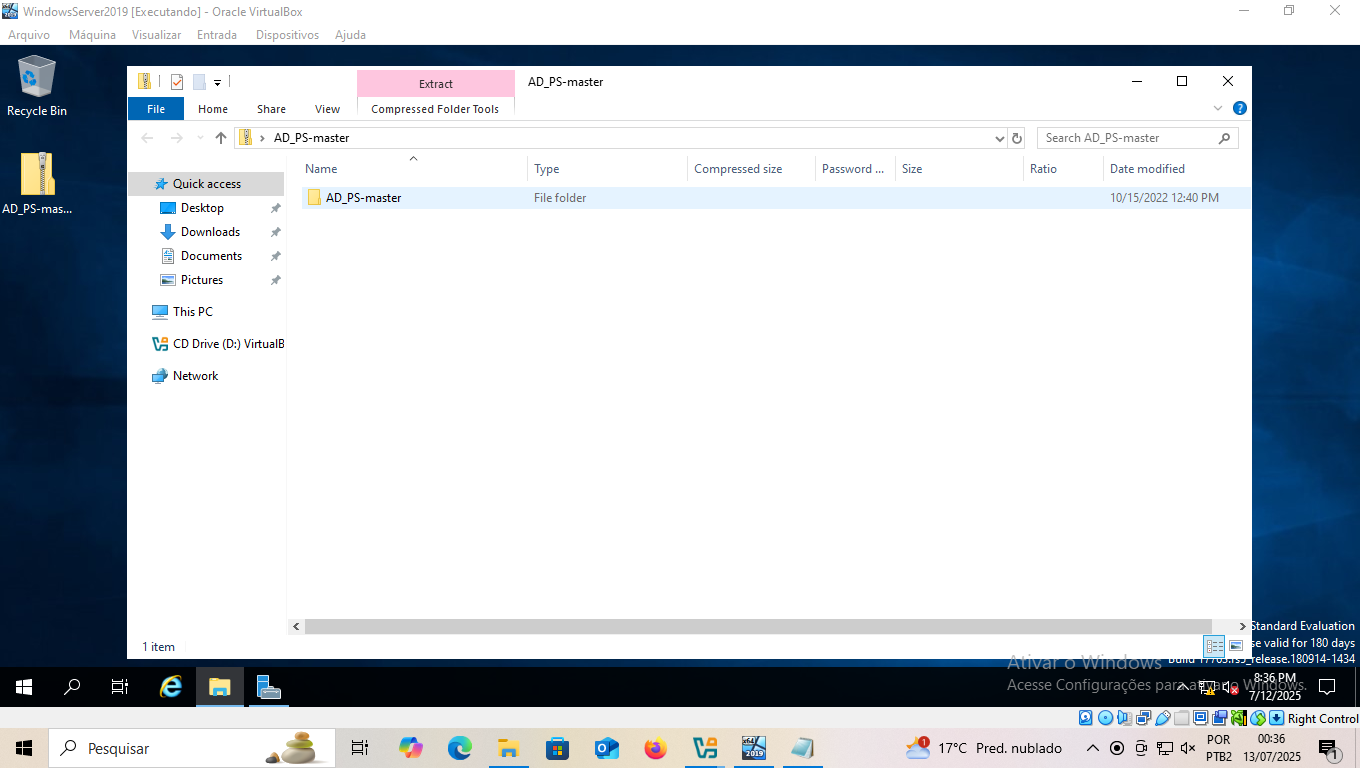 WindowsServer2019 [Executando] - Oracle VirtualBox
Arquivo Máquina Visualizar Entrada Dispositivos Ajuda
Recycle Bin
AD_PS-mas...
Extract
AD_PS-master
File Home Share View Compressed Folder Tools
AD_PS-master
Search AD_PS-master
Name Type Compressed size Password ... Size Ratio Date modified
Quick access
Desktop
Downloads
Documents
Pictures
This PC
CD Drive (D:) VirtualB
Network
AD_PS-master File folder 10/15/2022 12:40 PM
1 item
Standard Evaluation
se valid for 180 days
Build 17763.rs5_release.180914-1434
Ativar o Windows
Acesse Configurações para ativar o Windows.
8:36 PM
7/12/2025
Right Control
Pesquisar
1
17°C Pred. nublado
POR
PTB2
00:36
13/07/2025
1